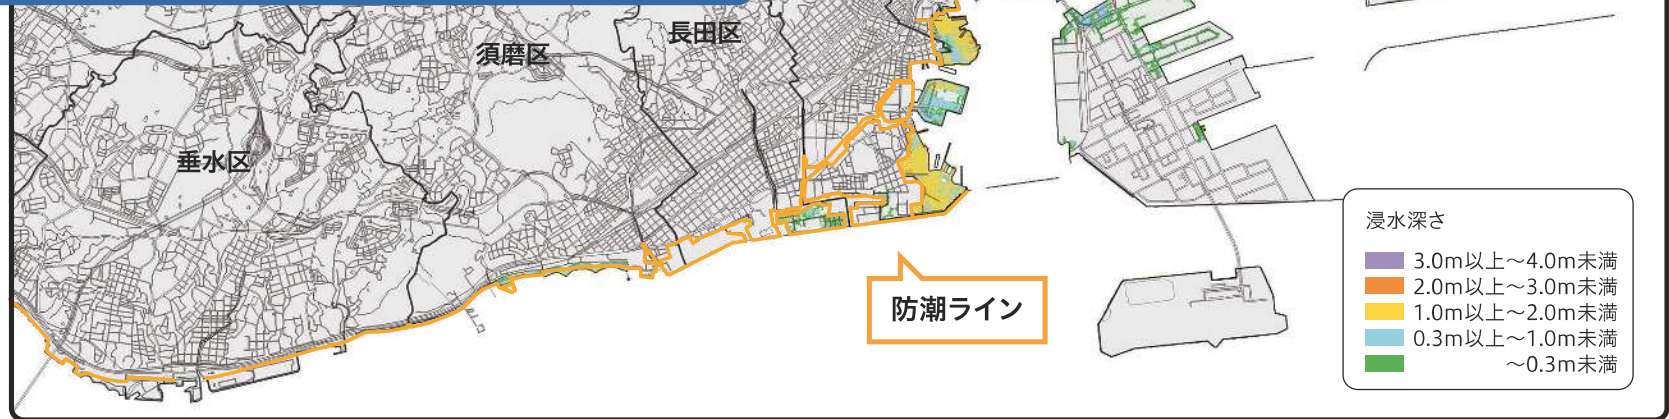 長田区
須磨区
垂水区
防潮ライン
浸水深さ
3.0m以上～4.0m未満
2.0m以上～3.0m未満
1.0m以上～2.0m未満
0.3m以上～1.0m未満
～0.3m未満